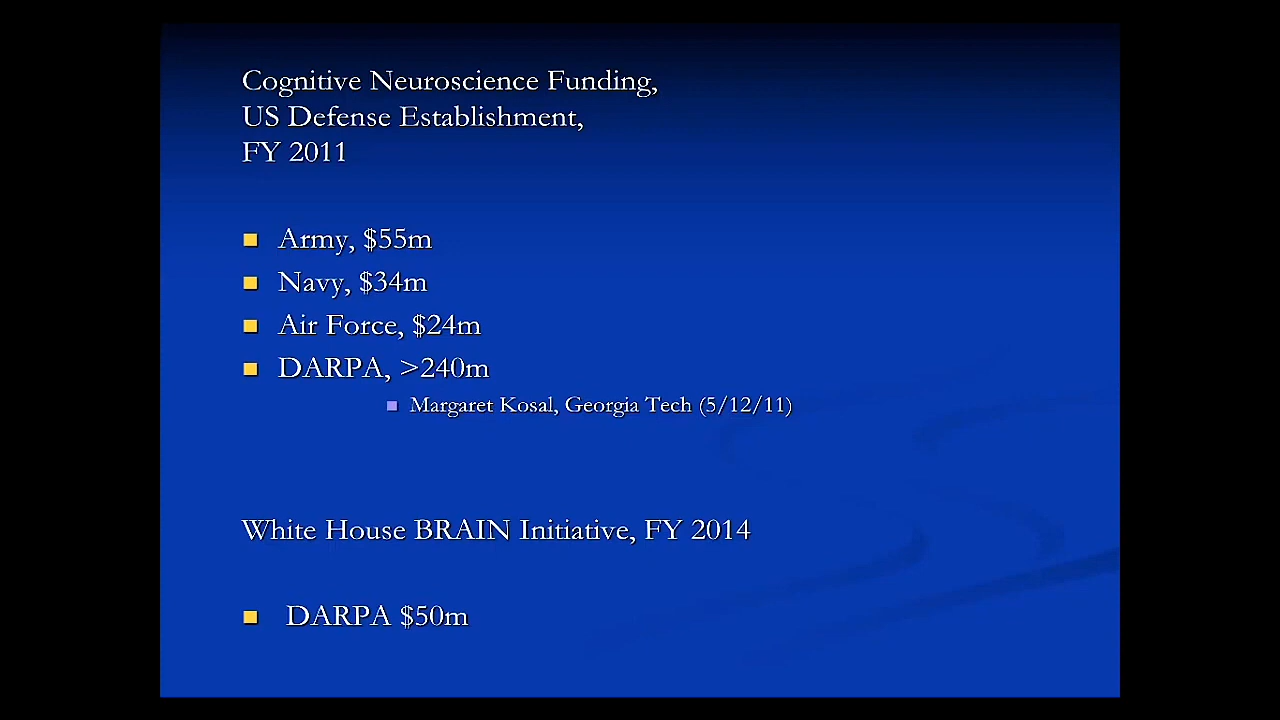 Cognitive Neuroscience Funding,
US Defense Establishment,
FY 2011
Army, $55m
Navy, $34m
Air Force, $24m
DARPA, >240m
Margaret Kosal, Georgia Tech (5/12/11)
White House BRAIN Initiative, FY 2014
DARPA $50m